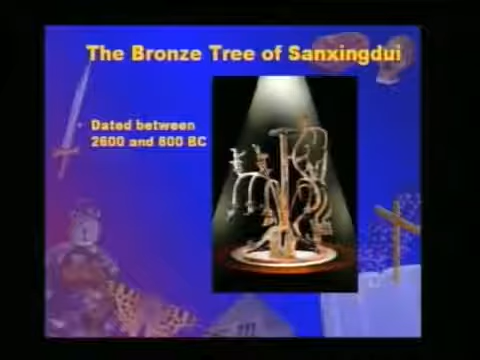 The Bronze Tree of Sanxingdui
Dated between
2600 and 800 BC